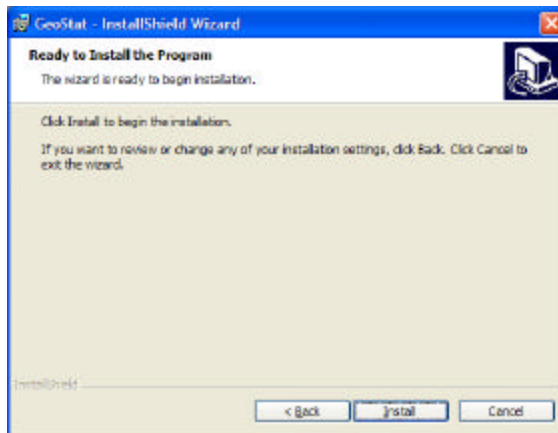 GeoStat - InstallShield Wizard
Ready to Install the Program
The wizard is ready to begin installation.
Click Install to begin the installation.
If you want to review or change any of your installation settings, click Back. Click Cancel to
exit the wizard.
InstallShield
< Back Install Cancel